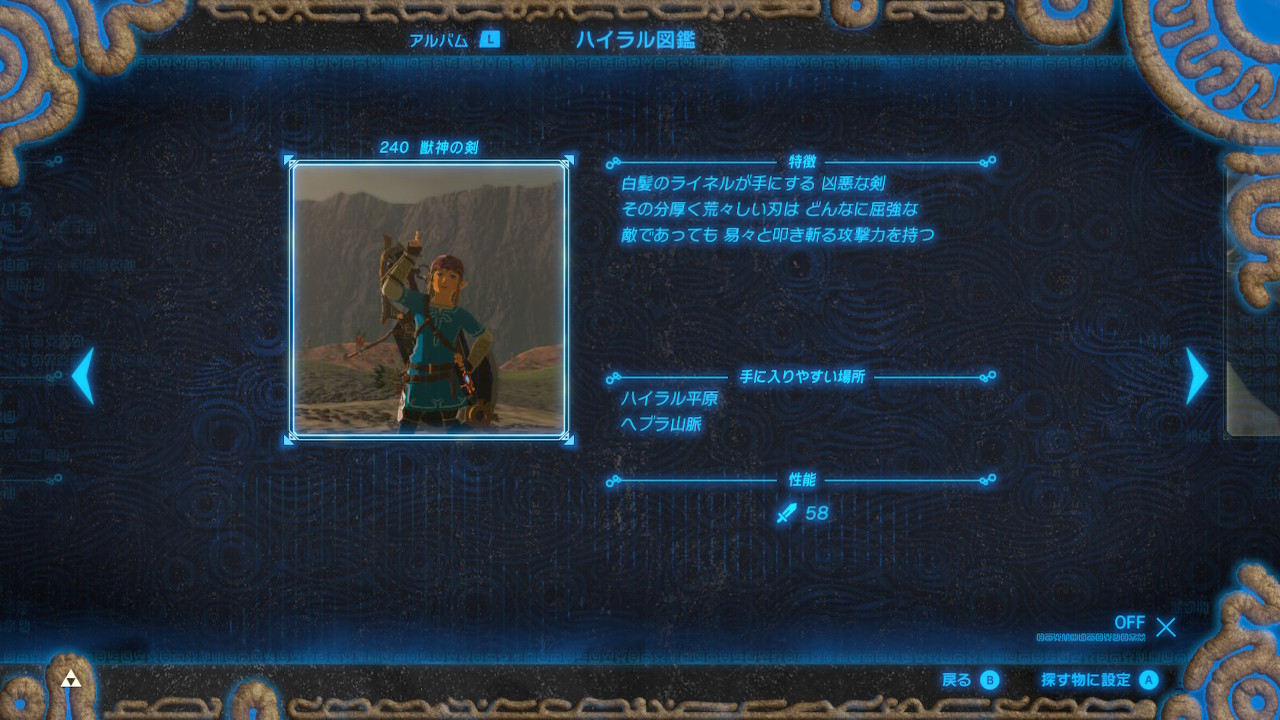 アルバム L
ハイラル図鑑
240 獣神の剣
特徴
白髪のライネルが手にする 凶悪な剣
その分厚く荒々しい刃は どんなに屈強な
敵であっても 易々と叩き斬る攻撃力を持つ
手に入りやすい場所
ハイラル平原
ヘブラ山脈
性能
58
OFF
戻る B
探す物に設定 A